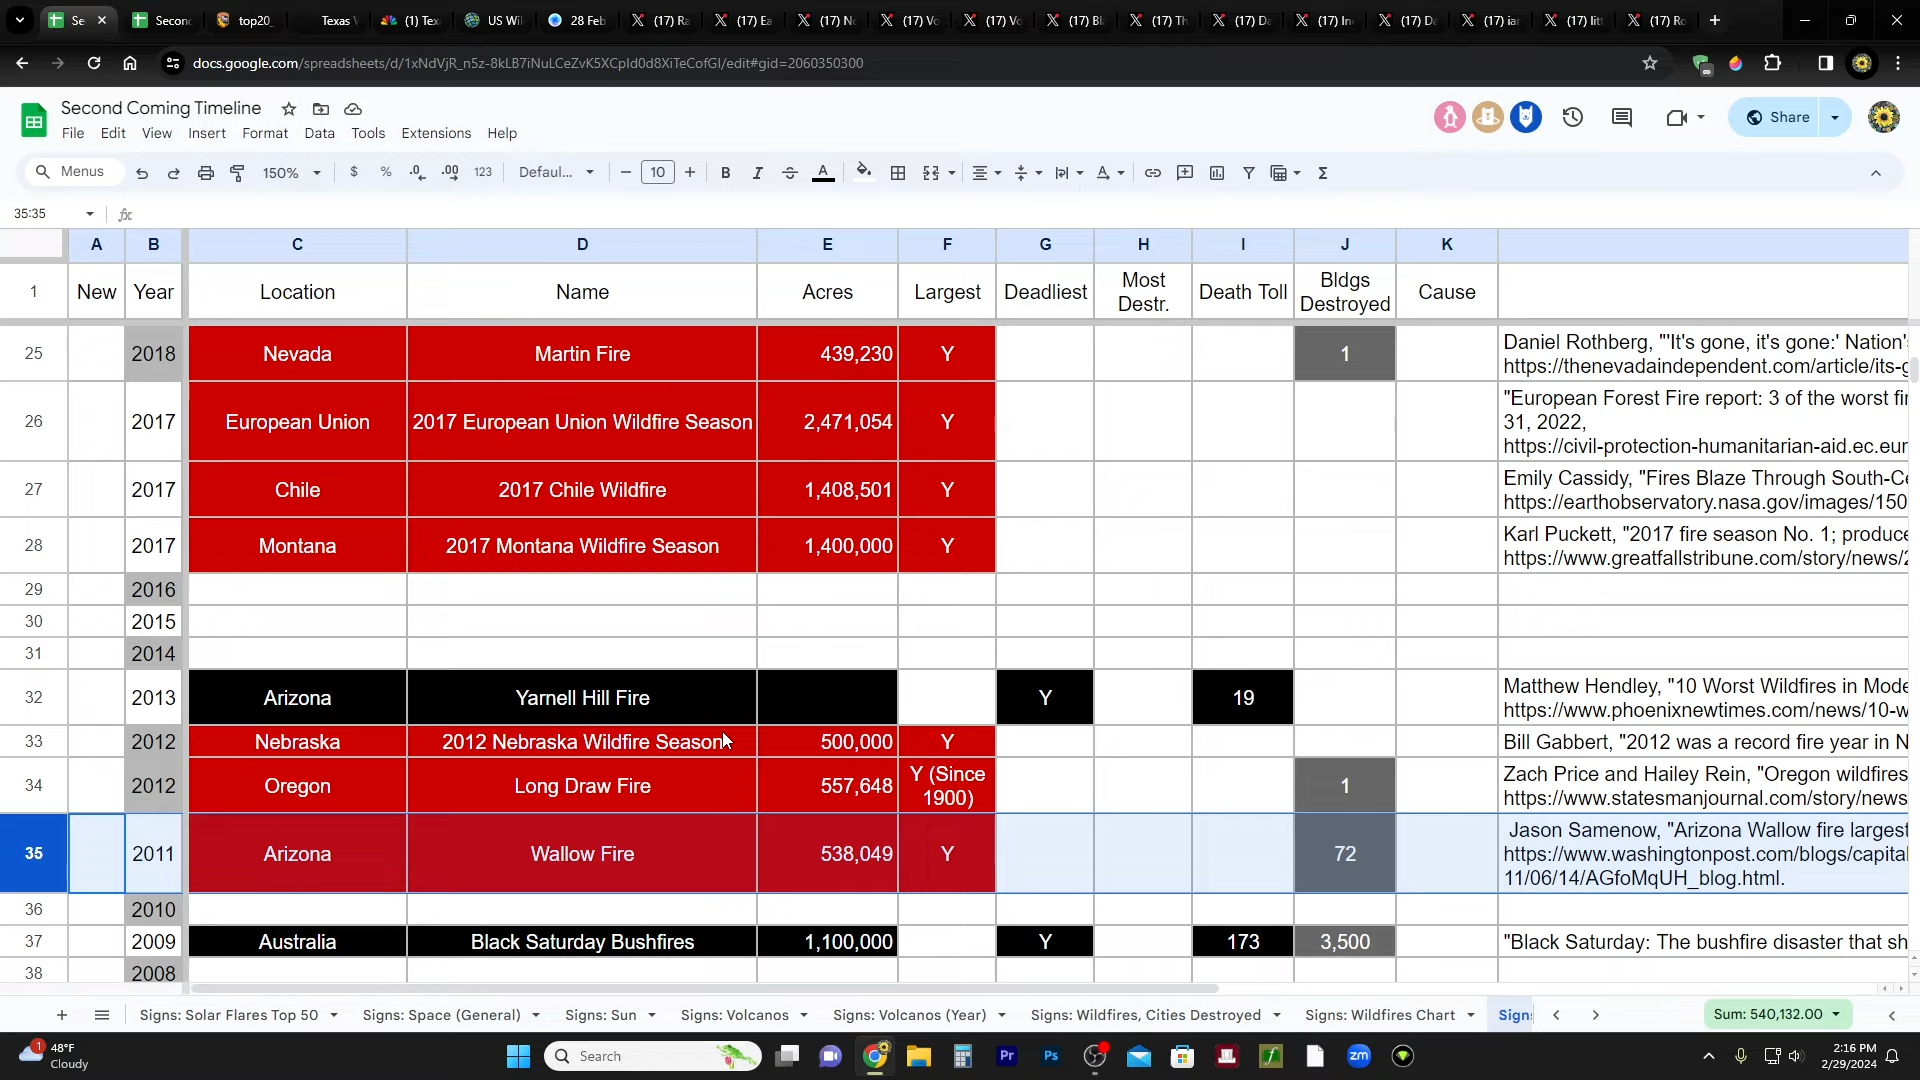 Se
Second
top20_
Texas W
(1) Tex
US Wil
28 Feb
(17) Ra
(17) Ea
(17) Ne
(17) Vo
(17) Vo
(17) Bl
(17) Th
(17) Da
(17) In
(17) Da
(17) iar
(17) litt
(17) Ro
docs.google.com/spreadsheets/d/1xNdVjR_n5z-8kLB7iNuLCeZvK5XCpId0d8XiTeCofGI/edit#gid=2060350300
Second Coming Timeline
File Edit View Insert Format Data Tools Extensions Help
Share
Menus 150% $ % .0 .00 123 Defaul... 10 B I A
35:35
fx
A B C D E F G H I J K
1 New Year Location Name Acres Largest Deadliest Most Destr. Death Toll Bldgs Destroyed Cause
25 2018 Nevada Martin Fire 439,230 Y 1 Daniel Rothberg, "'It's gone, it's gone:' Nation'
https://thenevadaindependent.com/article/its-g
26 2017 European Union 2017 European Union Wildfire Season 2,471,054 Y "European Forest Fire report: 3 of the worst fir
31, 2022,
https://civil-protection-humanitarian-aid.ec.eur
27 2017 Chile 2017 Chile Wildfire 1,408,501 Y Emily Cassidy, "Fires Blaze Through South-Ce
https://earthobservatory.nasa.gov/images/150
28 2017 Montana 2017 Montana Wildfire Season 1,400,000 Y Karl Puckett, "2017 fire season No. 1; produce
https://www.greatfallstribune.com/story/news/2
29 2016
30 2015
31 2014
32 2013 Arizona Yarnell Hill Fire Y 19 Matthew Hendley, "10 Worst Wildfires in Mode
https://www.phoenixnewtimes.com/news/10-w
33 2012 Nebraska 2012 Nebraska Wildfire Season 500,000 Y Bill Gabbert, "2012 was a record fire year in N
34 2012 Oregon Long Draw Fire 557,648 Y (Since 1900) 1 Zach Price and Hailey Rein, "Oregon wildfires
https://www.statesmanjournal.com/story/news
35 2011 Arizona Wallow Fire 538,049 Y 72 Jason Samenow, "Arizona Wallow fire largest
https://www.washingtonpost.com/blogs/capital
11/06/14/AGfoMqUH_blog.html.
36 2010
37 2009 Australia Black Saturday Bushfires 1,100,000 Y 173 3,500 "Black Saturday: The bushfire disaster that sh
38 2008
Signs: Solar Flares Top 50 Signs: Space (General) Signs: Sun Signs: Volcanos Signs: Volcanos (Year) Signs: Wildfires, Cities Destroyed Signs: Wildfires Chart Signs Sum: 540,132.00
1
48°F
Cloudy
Search
Pr
Ps
zm
2:16 PM
2/29/2024